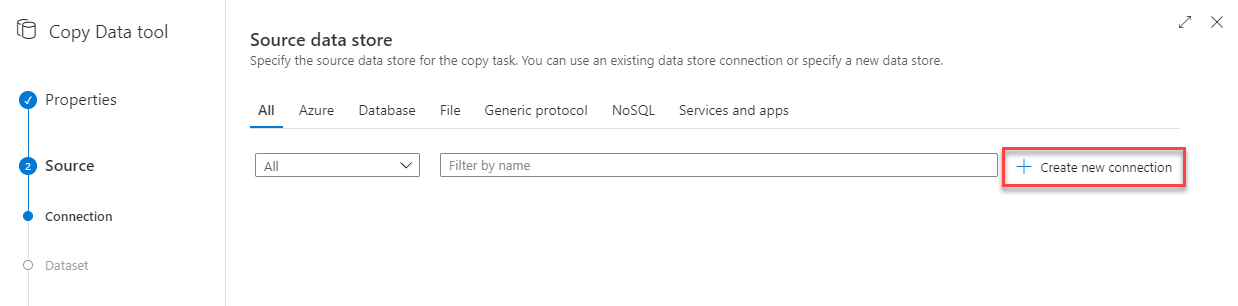 Copy Data tool
Source data store
Specify the source data store for the copy task. You can use an existing data store connection or specify a new data store.
Properties
All Azure Database File Generic protocol NoSQL Services and apps
2 Source
All
Filter by name
Create new connection
Connection
Dataset